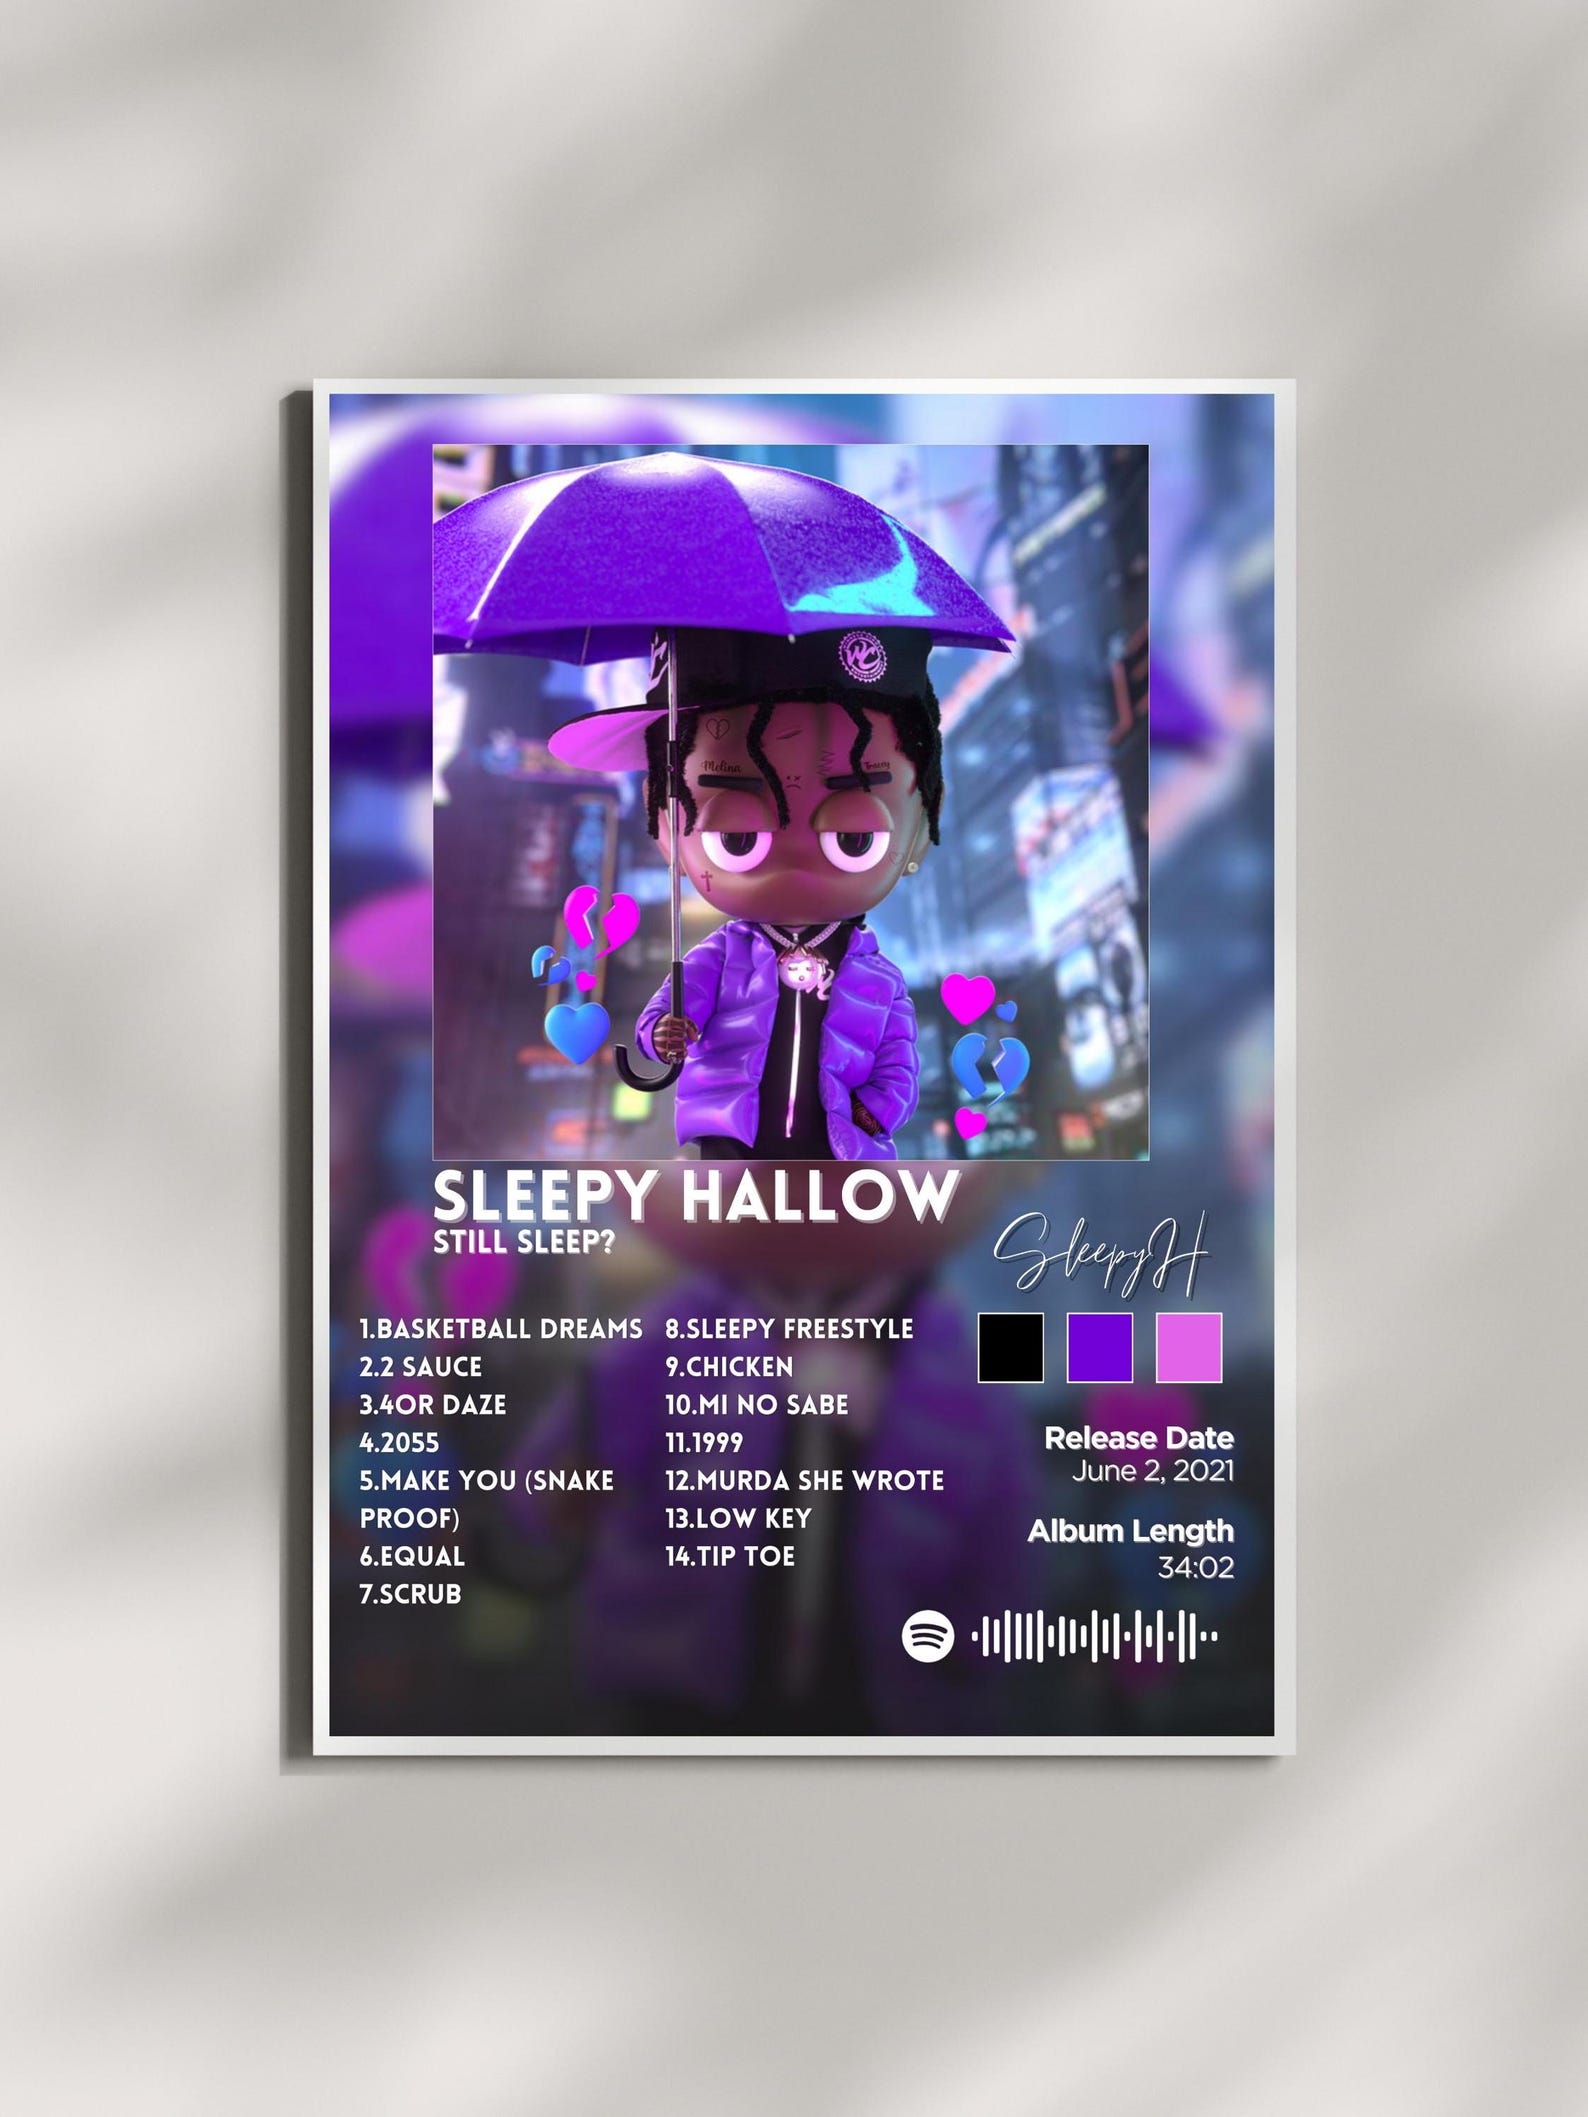 WC
Melina
Tracey
SLEEPY HALLOW
STILL SLEEP?
SleepyH
1.BASKETBALL DREAMS
2.2 SAUCE
3.4OR DAZE
4.2055
5.MAKE YOU (SNAKE
PROOF)
6.EQUAL
7.SCRUB
8.SLEEPY FREESTYLE
9.CHICKEN
10.MI NO SABE
11.1999
12.MURDA SHE WROTE
13.LOW KEY
14.TIP TOE
Release Date
June 2, 2021
Album Length
34:02